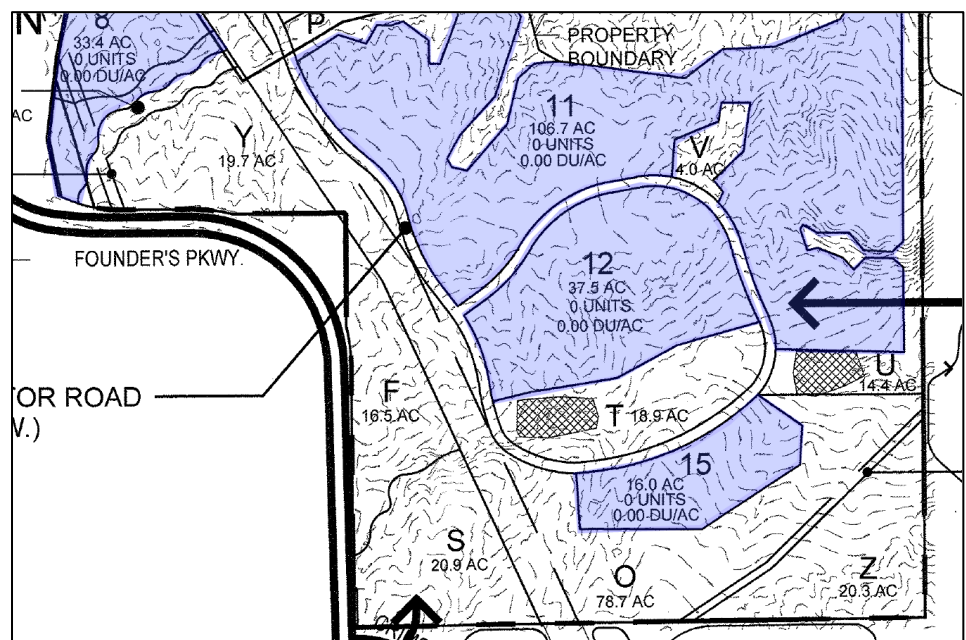 N
8
33.4 AC
0 UNITS
0.00 DU/AC
P
PROPERTY
BOUNDARY
11
106.7 AC
0 UNITS
0.00 DU/AC
AC
Y
19.7 AC
V
4.0 AC
FOUNDER'S PKWY.
12
37.5 AC
0 UNITS
0.00 DU/AC
OR ROAD
.)
F
16.5 AC
T 18.9 AC
U
14.4 AC
15
16.0 AC
0 UNITS
0.00 DU/AC
S
20.9 AC
O
78.7 AC
Z
20.3 AC